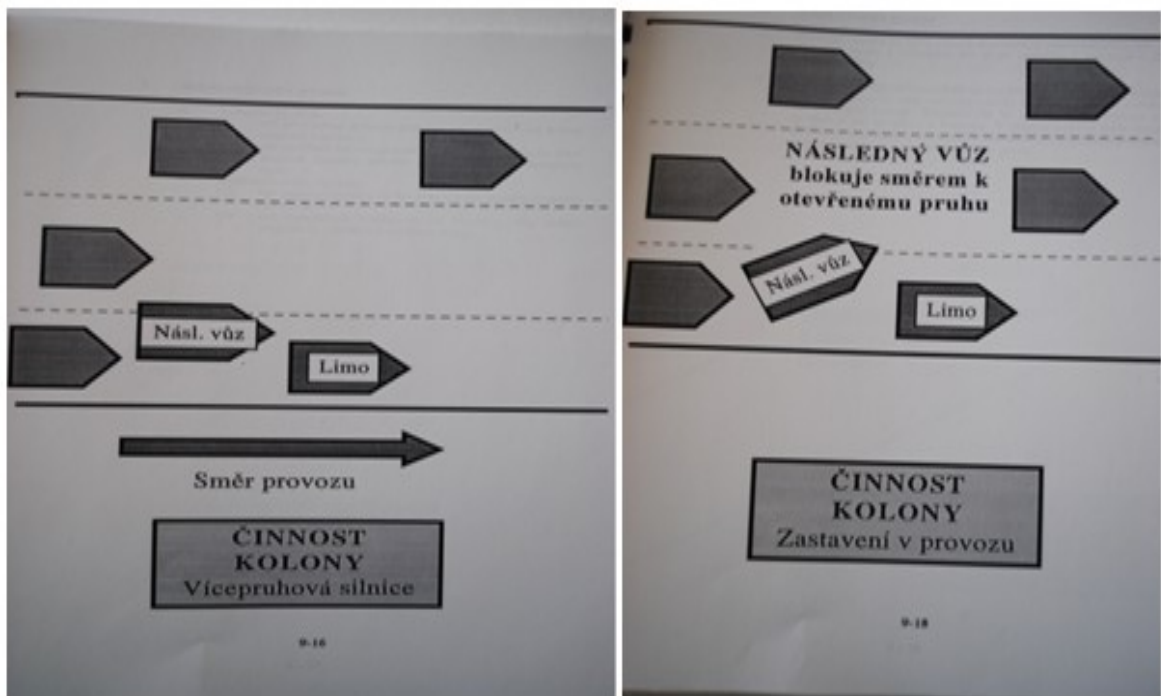 Násl. vůz
Limo
Směr provozu
ČINNOST
KOLONY
Vícepruhová silnice
9-16
NÁSLEDNÝ VŮZ
blokuje směrem k
otevřenému pruhu
Násl. vůz
Limo
ČINNOST
KOLONY
Zastavení v provozu
9-18